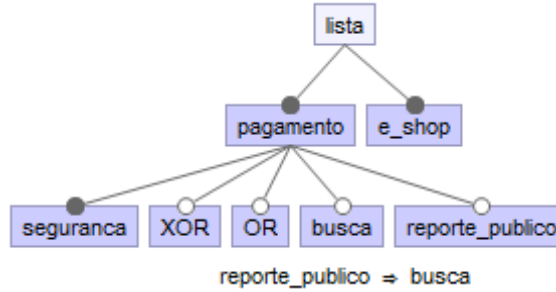 lista
pagamento e_shop
seguranca XOR OR busca reporte_publico
reporte_publico ⇒ busca